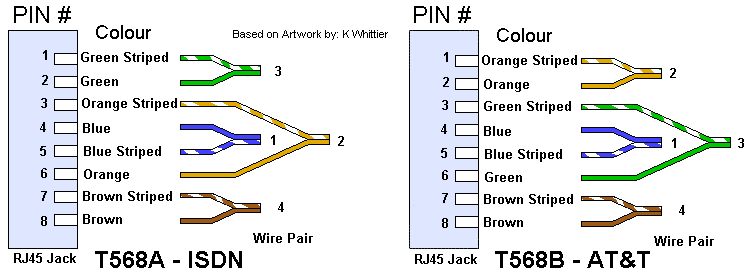 PIN #
Colour
Based on Artwork by: K Whittier
1 Green Striped
2 Green
3
3 Orange Striped
4 Blue
1
2
5 Blue Striped
6 Orange
7 Brown Striped
4
8 Brown
Wire Pair
RJ45 Jack
T568A - ISDN
PIN #
Colour
1 Orange Striped
2
2 Orange
3 Green Striped
4 Blue
1
3
5 Blue Striped
6 Green
7 Brown Striped
4
8 Brown
Wire Pair
RJ45 Jack
T568B - AT&T